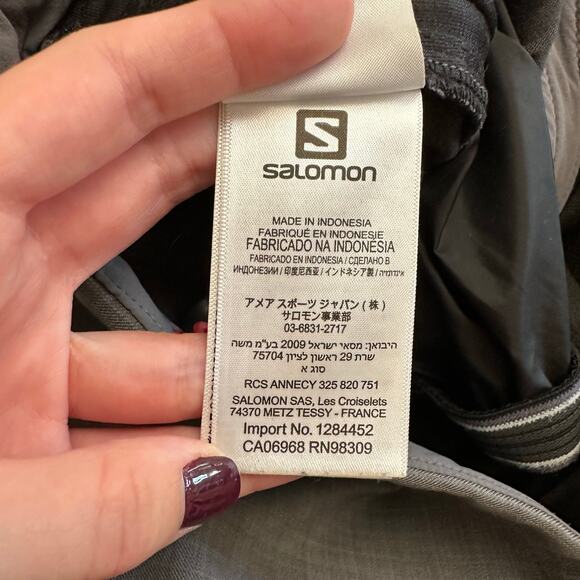 S
salomon
MADE IN INDONESIA
FABRIQUÉ EN INDONESIE
FABRICADO NA INDONESIA
FABRICADO EN INDONESIA / СДЕЛАНО В
ИНДОНЕЗИИ / 印度尼西亚 / インドネシア製 / אינדונזיה
アメア スポーツ ジャパン ( 株 )
サロモン事業部
03-6831-2717
היבואן: מסאי ישראל 2009 בע"מ משה
שרת 29 ראשון לציון 75704
סוג א
RCS ANNECY 325 820 751
SALOMON SAS, Les Croiselets
74370 METZ TESSY - FRANCE
Import No. 1284452
CA06968 RN98309